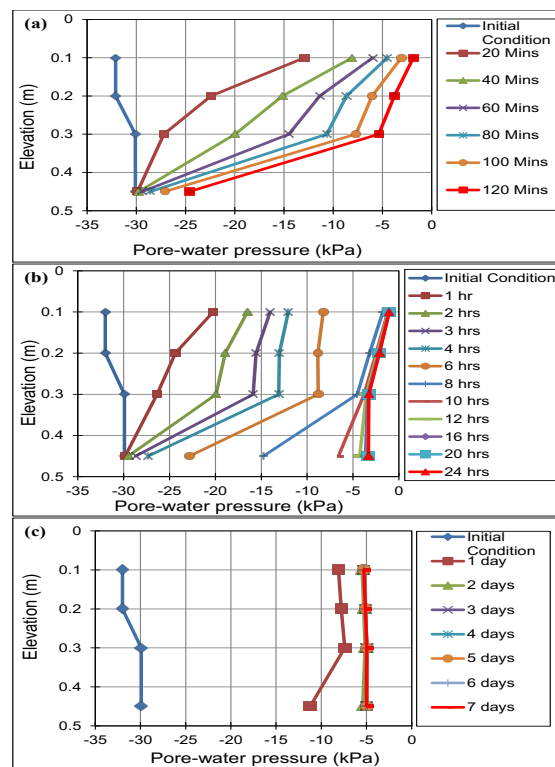 (a)
0
0.1
0.2
0.3
0.4
0.5
Elevation (m)
-35 -30 -25 -20 -15 -10 -5 0
Pore-water pressure (kPa)
Initial
Condition
20 Mins
40 Mins
60 Mins
80 Mins
100 Mins
120 Mins
(b)
0
0.1
0.2
0.3
0.4
0.5
Elevation (m)
-35 -30 -25 -20 -15 -10 -5 0
Pore-water pressure (kPa)
Initial Condition
1 hr
2 hrs
3 hrs
4 hrs
6 hrs
8 hrs
10 hrs
12 hrs
16 hrs
20 hrs
24 hrs
(c)
0
0.1
0.2
0.3
0.4
0.5
Elevation (m)
-35 -30 -25 -20 -15 -10 -5 0
Pore-water pressure (kPa)
Initial
Condition
1 day
2 days
3 days
4 days
5 days
6 days
7 days